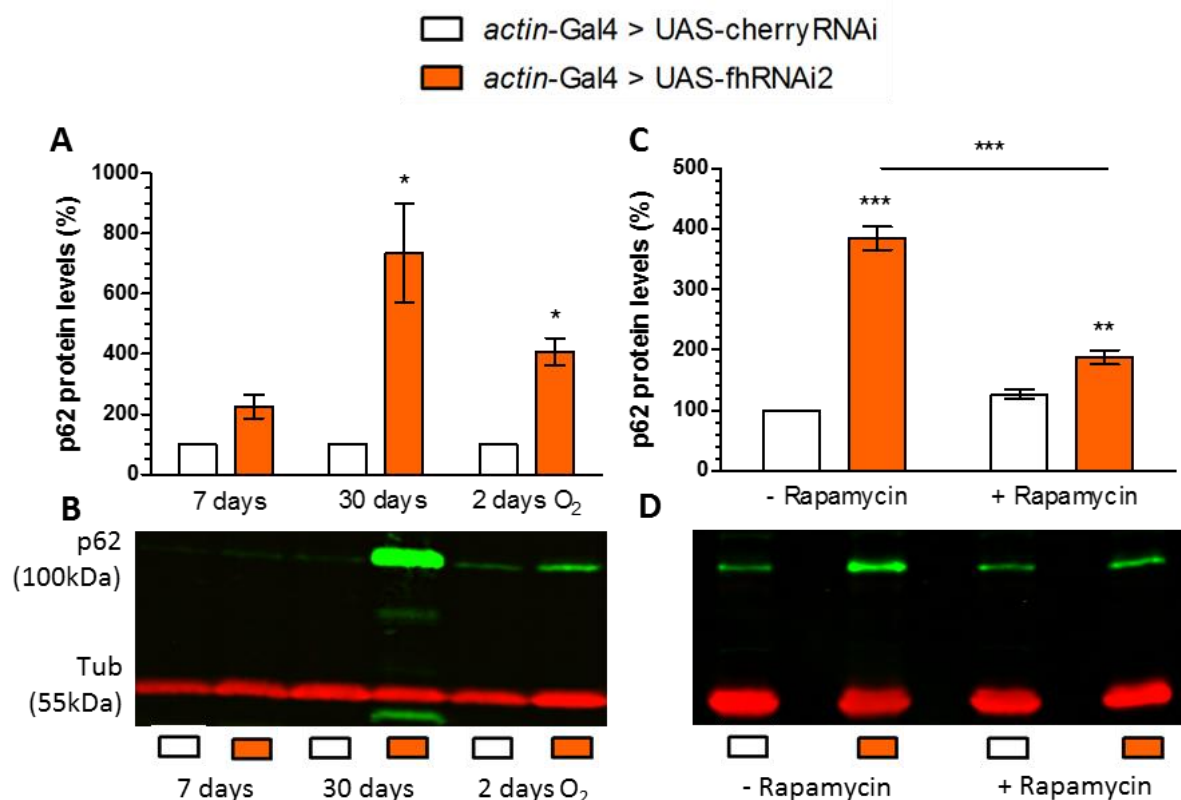 actin-Gal4 > UAS-cherryRNAi
actin-Gal4 > UAS-fhRNAi2
A
p62 protein levels (%)
1000
800
600
400
200
0
*
*
7 days
30 days
2 days O₂
B
p62
(100kDa)
Tub
(55kDa)
7 days
30 days
2 days O₂
C
p62 protein levels (%)
500
400
300
200
100
0
***
***
**
- Rapamycin
+ Rapamycin
D
- Rapamycin
+ Rapamycin